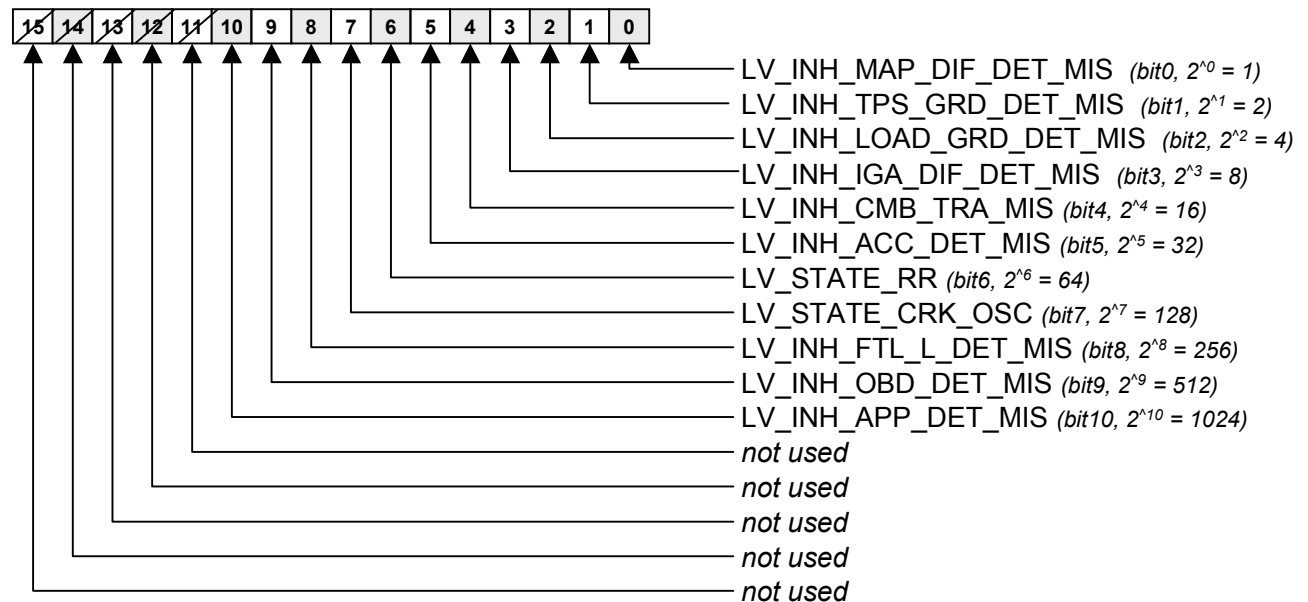 15 14 13 12 11 10 9 8 7 6 5 4 3 2 1 0
LV_INH_MAP_DIF_DET_MIS (bit0, 2^0 = 1)
LV_INH_TPS_GRD_DET_MIS (bit1, 2^1 = 2)
LV_INH_LOAD_GRD_DET_MIS (bit2, 2^2 = 4)
LV_INH_IGA_DIF_DET_MIS (bit3, 2^3 = 8)
LV_INH_CMB_TRA_MIS (bit4, 2^4 = 16)
LV_INH_ACC_DET_MIS (bit5, 2^5 = 32)
LV_STATE_RR (bit6, 2^6 = 64)
LV_STATE_CRK_OSC (bit7, 2^7 = 128)
LV_INH_FTL_L_DET_MIS (bit8, 2^8 = 256)
LV_INH_OBD_DET_MIS (bit9, 2^9 = 512)
LV_INH_APP_DET_MIS (bit10, 2^10 = 1024)
not used
not used
not used
not used
not used